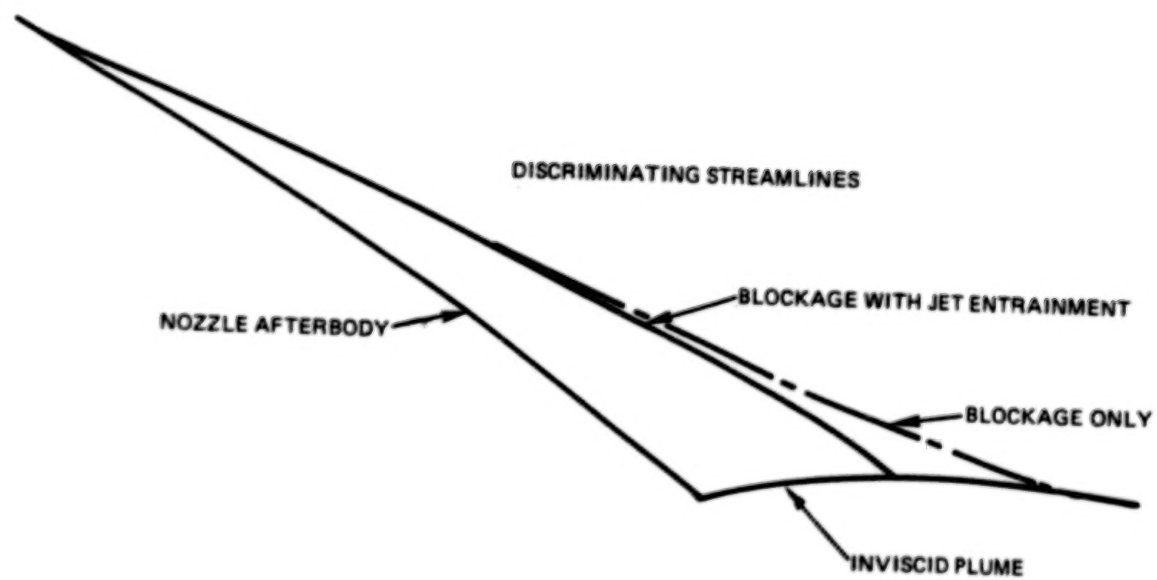 DISCRIMINATING STREAMLINES
BLOCKAGE WITH JET ENTRAINMENT
NOZZLE AFTERBODY
BLOCKAGE ONLY
INVISCID PLUME